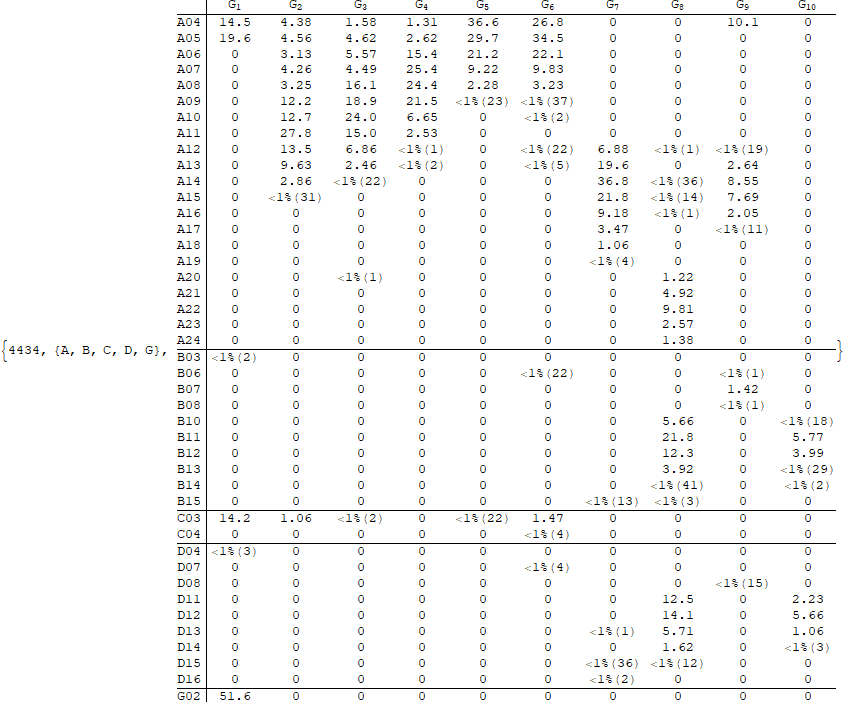 G1 G2 G3 G4 G5 G6 G7 G8 G9 G10
A04 14.5 4.38 1.58 1.31 36.6 26.8 0 0 10.1 0
A05 19.6 4.56 4.62 2.62 29.7 34.5 0 0 0 0
A06 0 3.13 5.57 15.4 21.2 22.1 0 0 0 0
A07 0 4.26 4.49 25.4 9.22 9.83 0 0 0 0
A08 0 3.25 16.1 24.4 2.28 3.23 0 0 0 0
A09 0 12.2 18.9 21.5 <1%(23) <1%(37) 0 0 0 0
A10 0 12.7 24.0 6.65 0 <1%(2) 0 0 0 0
A11 0 27.8 15.0 2.53 0 0 0 0 0 0
A12 0 13.5 6.86 <1%(1) 0 <1%(22) 6.88 <1%(1) <1%(19) 0
A13 0 9.63 2.46 <1%(2) 0 <1%(5) 19.6 0 2.64 0
A14 0 2.86 <1%(22) 0 0 0 36.8 <1%(36) 8.55 0
A15 0 <1%(31) 0 0 0 0 21.8 <1%(14) 7.69 0
A16 0 0 0 0 0 0 9.18 <1%(1) 2.05 0
A17 0 0 0 0 0 0 3.47 0 <1%(11) 0
A18 0 0 0 0 0 0 1.06 0 0 0
A19 0 0 0 0 0 0 <1%(4) 0 0 0
A20 0 0 <1%(1) 0 0 0 0 1.22 0 0
A21 0 0 0 0 0 0 0 4.92 0 0
A22 0 0 0 0 0 0 0 9.81 0 0
A23 0 0 0 0 0 0 0 2.57 0 0
A24 0 0 0 0 0 0 0 1.38 0 0
{4434, {A, B, C, D, G}, }
B03 <1%(2) 0 0 0 0 0 0 0 0 0
B06 0 0 0 0 0 <1%(22) 0 0 <1%(1) 0
B07 0 0 0 0 0 0 0 0 1.42 0
B08 0 0 0 0 0 0 0 0 <1%(1) 0
B10 0 0 0 0 0 0 0 5.66 0 <1%(18)
B11 0 0 0 0 0 0 0 21.8 0 5.77
B12 0 0 0 0 0 0 0 12.3 0 3.99
B13 0 0 0 0 0 0 0 3.92 0 <1%(29)
B14 0 0 0 0 0 0 0 <1%(41) 0 <1%(2)
B15 0 0 0 0 0 0 <1%(13) <1%(3) 0 0
C03 14.2 1.06 <1%(2) 0 <1%(22) 1.47 0 0 0 0
C04 0 0 0 0 0 <1%(4) 0 0 0 0
D04 <1%(3) 0 0 0 0 0 0 0 0 0
D07 0 0 0 0 0 <1%(4) 0 0 0 0
D08 0 0 0 0 0 0 0 0 <1%(15) 0
D11 0 0 0 0 0 0 0 12.5 0 2.23
D12 0 0 0 0 0 0 0 14.1 0 5.66
D13 0 0 0 0 0 0 <1%(1) 5.71 0 1.06
D14 0 0 0 0 0 0 0 1.62 0 <1%(3)
D15 0 0 0 0 0 0 <1%(36) <1%(12) 0 0
D16 0 0 0 0 0 0 <1%(2) 0 0 0
G02 51.6 0 0 0 0 0 0 0 0 0